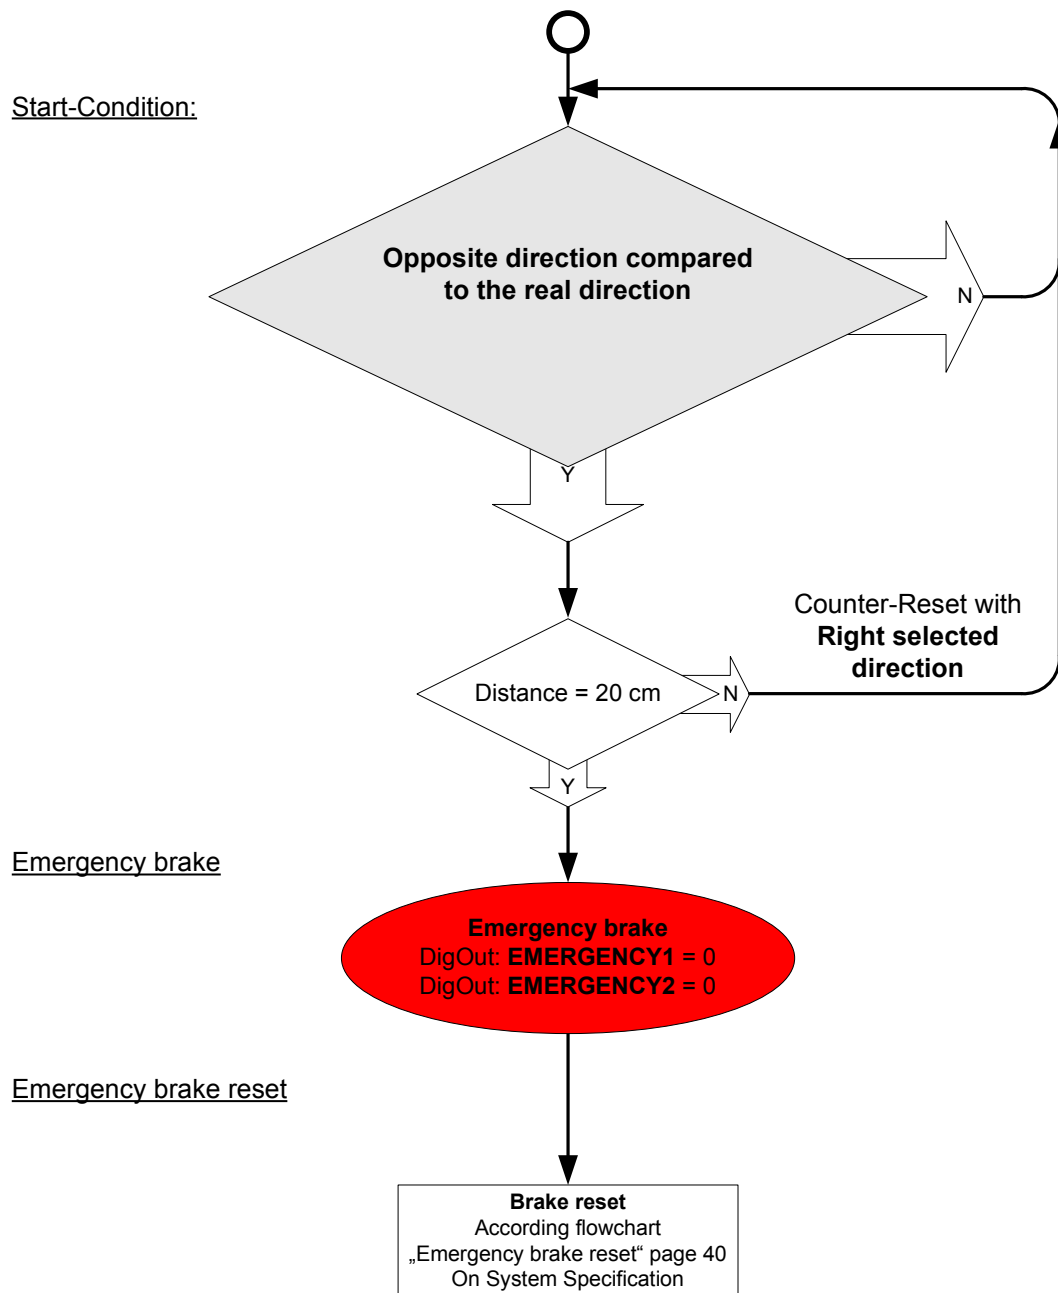 Start-Condition:
Opposite direction compared
to the real direction
N
Y
Counter-Reset with
Right selected
direction
Distance = 20 cm
N
Y
Emergency brake
Emergency brake
DigOut: EMERGENCY1 = 0
DigOut: EMERGENCY2 = 0
Emergency brake reset
Brake reset
According flowchart
„Emergency brake reset“ page 40
On System Specification